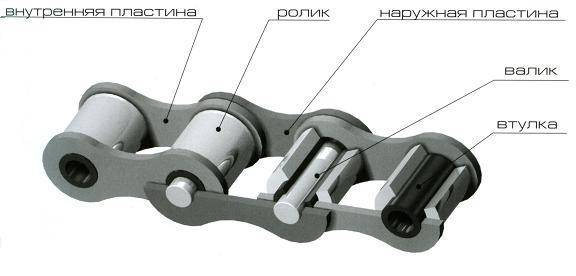 внутренняя пластина
ролик
наружная пластина
валик
втулка